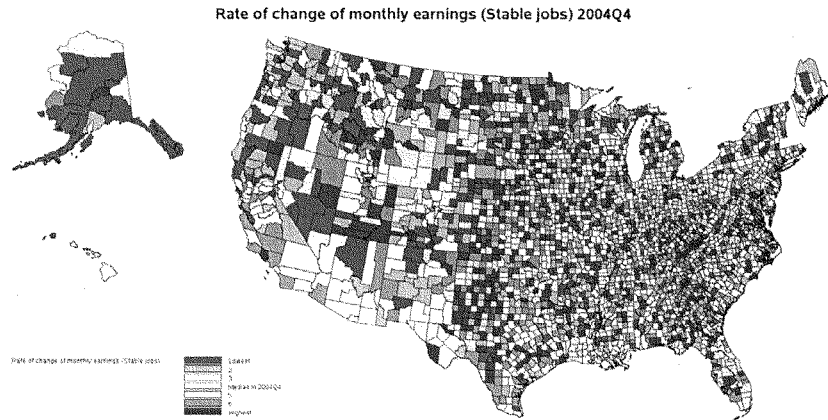 Rate of change of monthly earnings (Stable jobs) 2004Q4
Rate of change of monthly earnings (Stable jobs)
Lowest
2
3
Median in 2004Q4
5
6
Highest